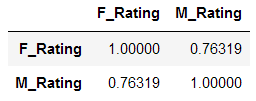 F_Rating M_Rating
F_Rating 1.00000 0.76319
M_Rating 0.76319 1.00000